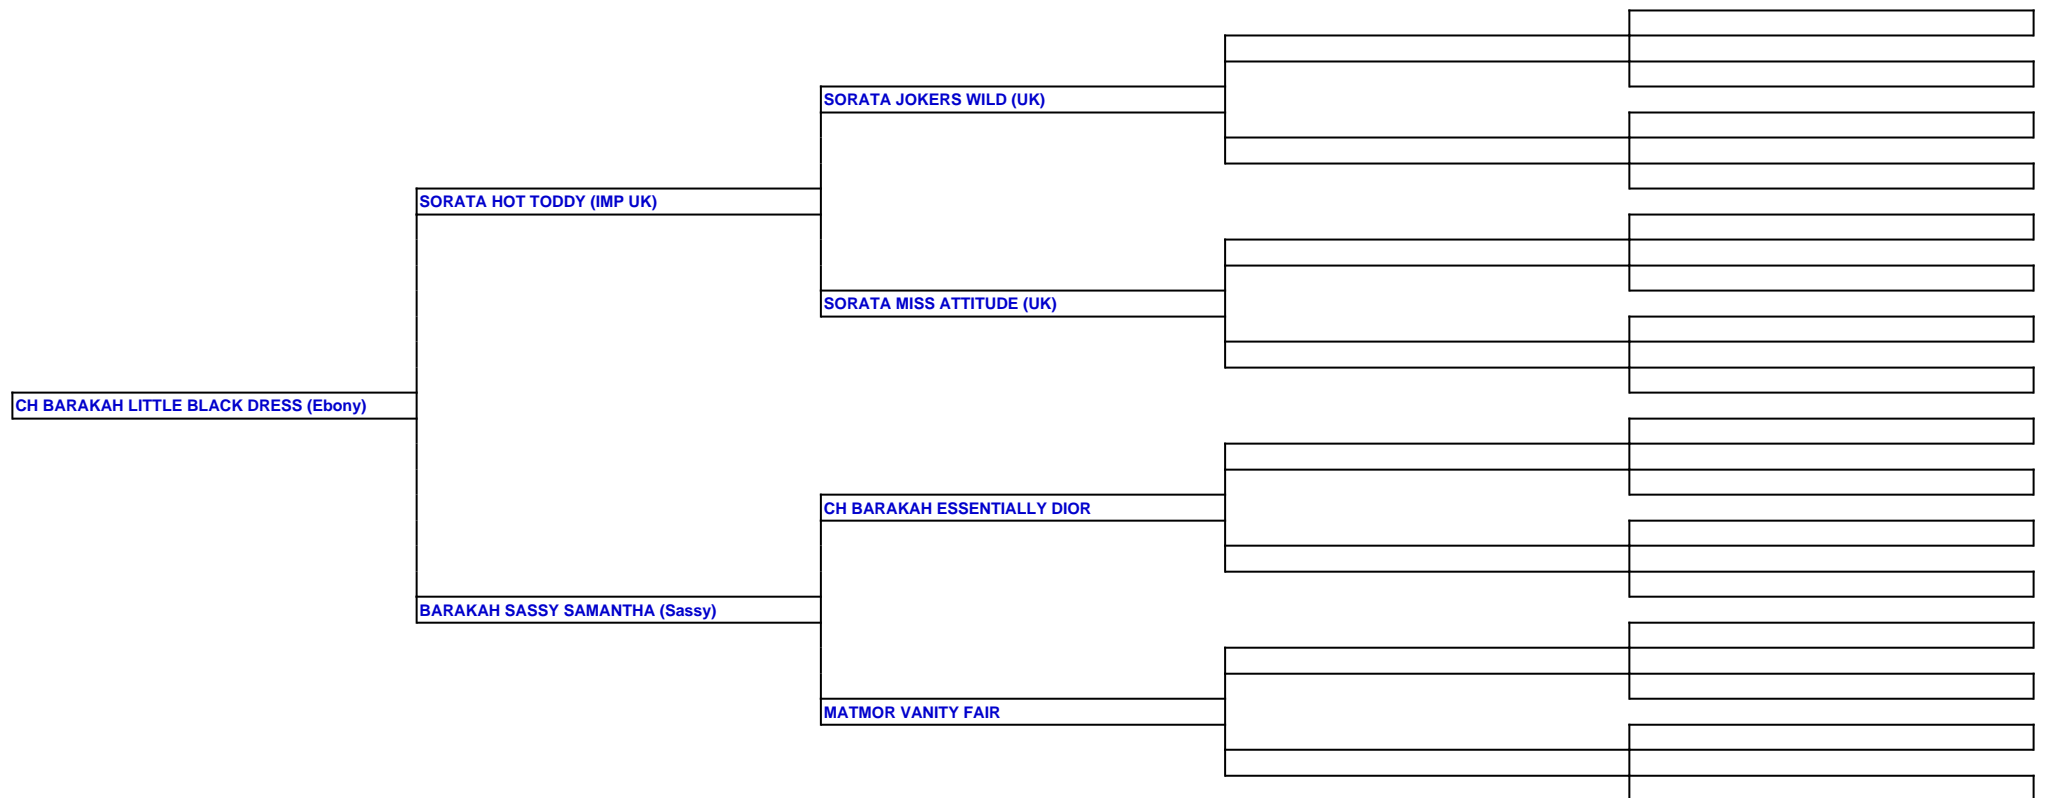 SORATA JOKERS WILD (UK)
SORATA HOT TODDY (IMP UK)
SORATA MISS ATTITUDE (UK)
CH BARAKAH LITTLE BLACK DRESS (Ebony)
CH BARAKAH ESSENTIALLY DIOR
BARAKAH SASSY SAMANTHA (Sassy)
MATMOR VANITY FAIR